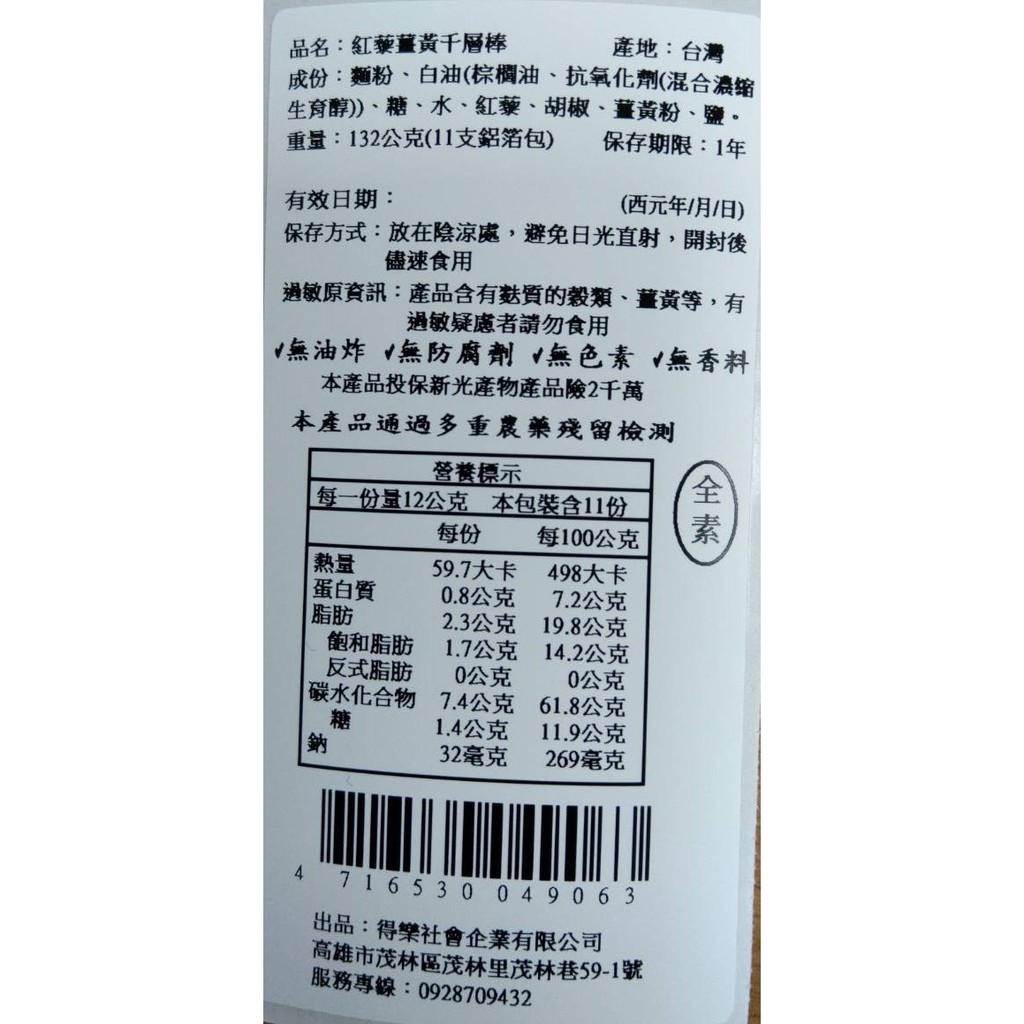 品名：紅藜薑黃千層棒 產地：台灣
成份：麵粉、白油(棕櫚油、抗氧化劑(混合濃缩
生育醇))、糖、水、紅藜、胡椒、薑黃粉、鹽。
重量：132公克(11支鋁箔包) 保存期限：1年
有效日期： (西元年/月/日)
保存方式：放在陰涼處，避免日光直射，開封後
儘速食用
過敏原資訊：產品含有麩質的穀類、薑黃等，有
過敏疑慮者請勿食用
✓無油炸 ✓無防腐劑 ✓無色素 ✓無香料
本產品投保新光產物產品險2千萬
本產品通過多重農藥殘留檢測
營養標示
每一份量12公克 本包裝含11份
每份 每100公克
熱量 59.7大卡 498大卡
蛋白質 0.8公克 7.2公克
脂肪 2.3公克 19.8公克
飽和脂肪 1.7公克 14.2公克
反式脂肪 0公克 0公克
碳水化合物 7.4公克 61.8公克
糖 1.4公克 11.9公克
鈉 32毫克 269毫克
全素
4 716530 049063
出品：得樂社會企業有限公司
高雄市茂林區茂林里茂林巷59-1號
服務專線：0928709432